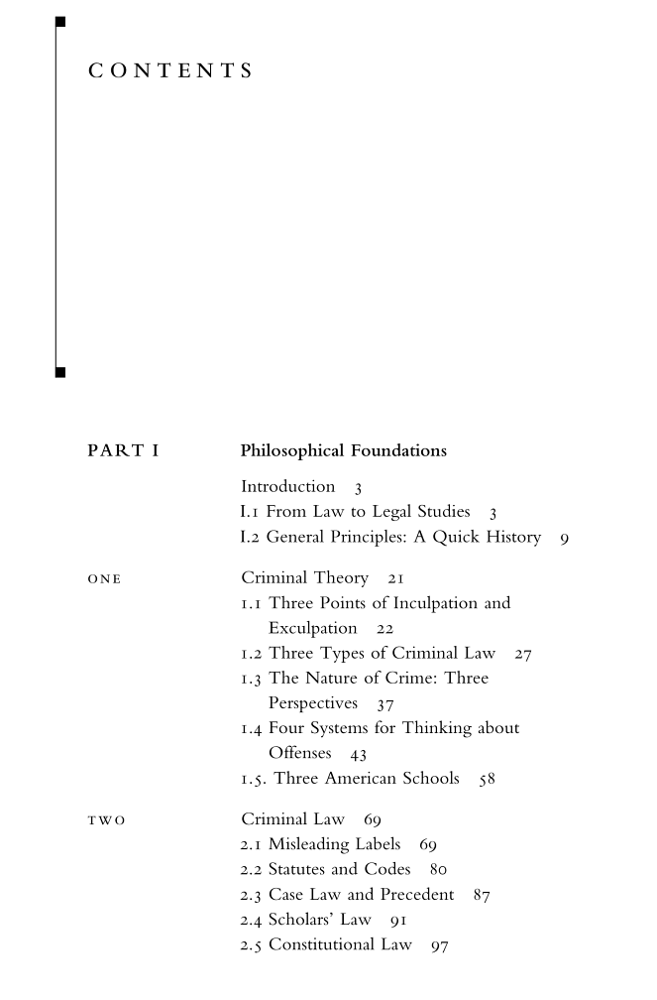 CONTENTS
PART I Philosophical Foundations
Introduction 3
I.1 From Law to Legal Studies 3
I.2 General Principles: A Quick History 9
ONE Criminal Theory 21
1.1 Three Points of Inculpation and
Exculpation 22
1.2 Three Types of Criminal Law 27
1.3 The Nature of Crime: Three
Perspectives 37
1.4 Four Systems for Thinking about
Offenses 43
1.5. Three American Schools 58
TWO Criminal Law 69
2.1 Misleading Labels 69
2.2 Statutes and Codes 80
2.3 Case Law and Precedent 87
2.4 Scholars’ Law 91
2.5 Constitutional Law 97